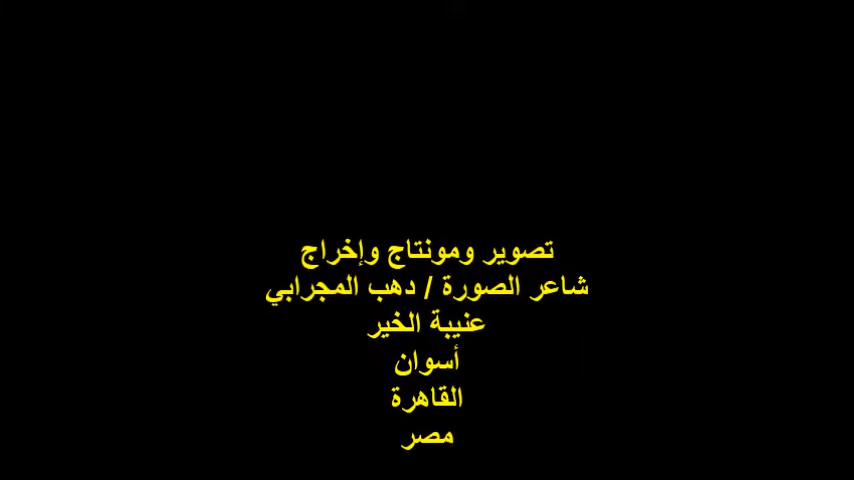 تصوير ومونتاج وإخراج
شاعر الصورة / دهب المجرابي
عنيبة الخير
أسوان
القاهرة
مصر